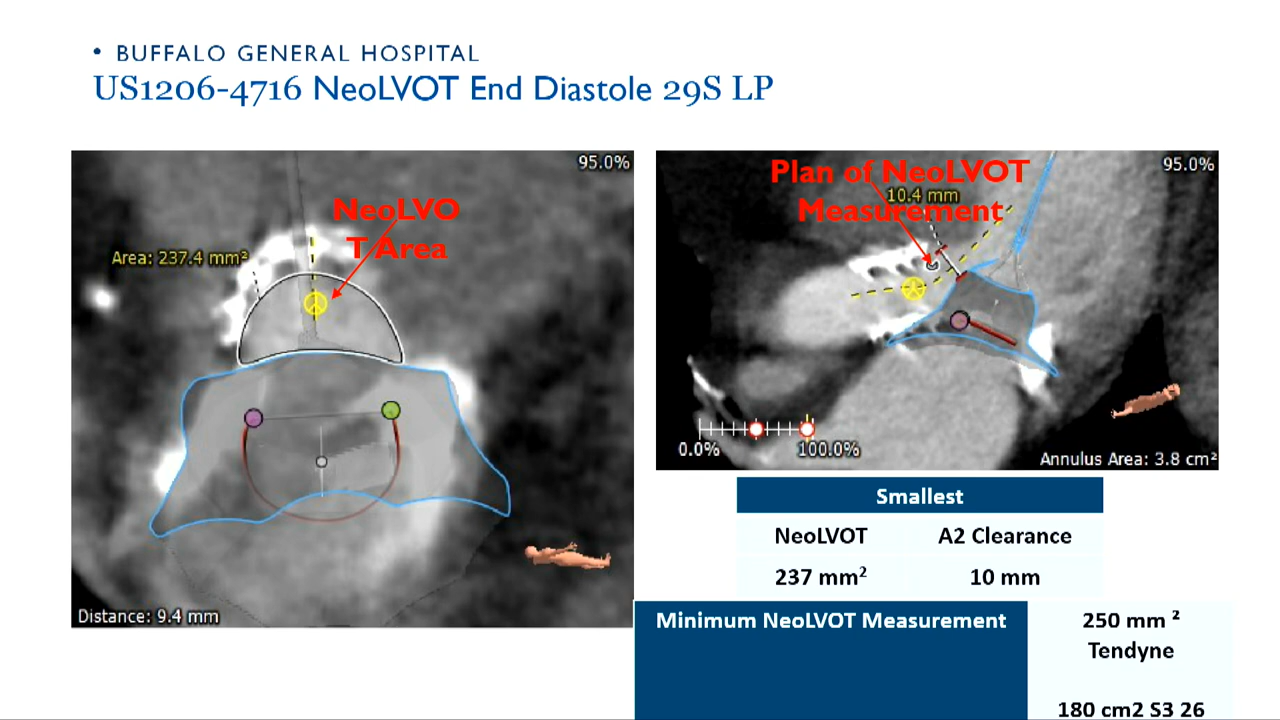 • BUFFALO GENERAL HOSPITAL
US1206-4716 NeoLVOT End Diastole 29S LP
95.0%
NeoLVO
T Area
Area: 237.4 mm²
Distance: 9.4 mm
95.0%
Plan of NeoLVOT
10.4 mm
Measurement
0.0%
100.0%
Annulus Area: 3.8 cm²
Smallest
NeoLVOT A2 Clearance
237 mm² 10 mm
Minimum NeoLVOT Measurement 250 mm ²
Tendyne
180 cm2 S3 26